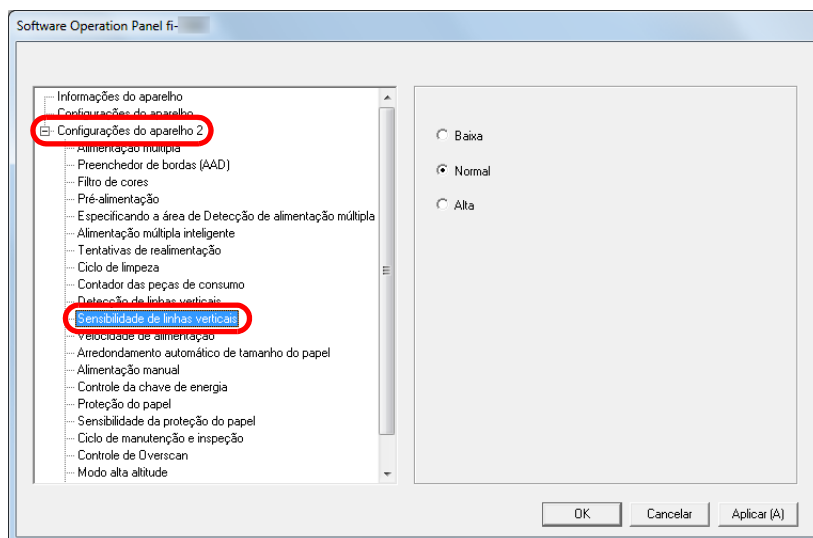 Software Operation Panel fi-
Informações do aparelho
Configurações do aparelho
Configurações do aparelho 2
Alimentação múltipla
Preenchedor de bordas (AAD)
Filtro de cores
Pré-alimentação
Especificando a área de Detecção de alimentação múltipla
Alimentação múltipla inteligente
Tentativas de realimentação
Ciclo de limpeza
Contador das peças de consumo
Detecção de linhas verticais
Sensibilidade de linhas verticais
Velocidade de alimentação
Arredondamento automático de tamanho do papel
Alimentação manual
Controle da chave de energia
Proteção do papel
Sensibilidade da proteção do papel
Ciclo de manutenção e inspeção
Controle de Overscan
Modo alta altitude
Baixa
Normal
Alta
OK
Cancelar
Aplicar (A)